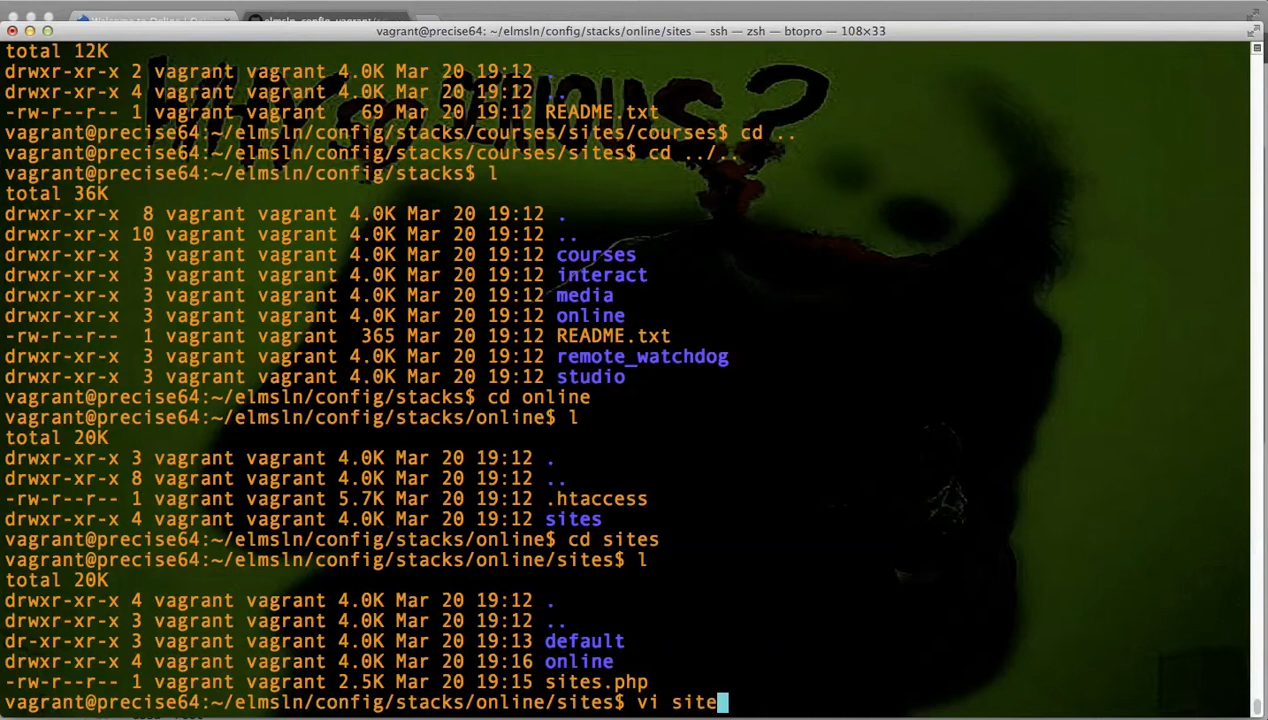 Welcome to Online | On
elmsln_config_vagrant/
vagrant@precise64: ~/elmsln/config/stacks/online/sites — ssh — zsh — btopro — 108×33
WHY SO SERIOUS?
total 12K
drwxr-xr-x 2 vagrant vagrant 4.0K Mar 20 19:12 .
drwxr-xr-x 4 vagrant vagrant 4.0K Mar 20 19:12 ..
-rw-r--r-- 1 vagrant vagrant   69 Mar 20 19:12 README.txt
vagrant@precise64:~/elmsln/config/stacks/courses/sites/courses$ cd ..
vagrant@precise64:~/elmsln/config/stacks/courses/sites$ cd ../..
vagrant@precise64:~/elmsln/config/stacks$ l
total 36K
drwxr-xr-x  8 vagrant vagrant 4.0K Mar 20 19:12 .
drwxr-xr-x 10 vagrant vagrant 4.0K Mar 20 19:12 ..
drwxr-xr-x  3 vagrant vagrant 4.0K Mar 20 19:12 courses
drwxr-xr-x  3 vagrant vagrant 4.0K Mar 20 19:12 interact
drwxr-xr-x  3 vagrant vagrant 4.0K Mar 20 19:12 media
drwxr-xr-x  3 vagrant vagrant 4.0K Mar 20 19:12 online
-rw-r--r--  1 vagrant vagrant  365 Mar 20 19:12 README.txt
drwxr-xr-x  3 vagrant vagrant 4.0K Mar 20 19:12 remote_watchdog
drwxr-xr-x  3 vagrant vagrant 4.0K Mar 20 19:12 studio
vagrant@precise64:~/elmsln/config/stacks$ cd online
vagrant@precise64:~/elmsln/config/stacks/online$ l
total 20K
drwxr-xr-x 3 vagrant vagrant 4.0K Mar 20 19:12 .
drwxr-xr-x 8 vagrant vagrant 4.0K Mar 20 19:12 ..
-rw-r--r-- 1 vagrant vagrant 5.7K Mar 20 19:12 .htaccess
drwxr-xr-x 4 vagrant vagrant 4.0K Mar 20 19:12 sites
vagrant@precise64:~/elmsln/config/stacks/online$ cd sites
vagrant@precise64:~/elmsln/config/stacks/online/sites$ l
total 20K
drwxr-xr-x 4 vagrant vagrant 4.0K Mar 20 19:12 .
drwxr-xr-x 3 vagrant vagrant 4.0K Mar 20 19:12 ..
dr-xr-xr-x 3 vagrant vagrant 4.0K Mar 20 19:13 default
drwxr-xr-x 4 vagrant vagrant 4.0K Mar 20 19:16 online
-rw-r--r-- 1 vagrant vagrant 2.5K Mar 20 19:15 sites.php
vagrant@precise64:~/elmsln/config/stacks/online/sites$ vi site